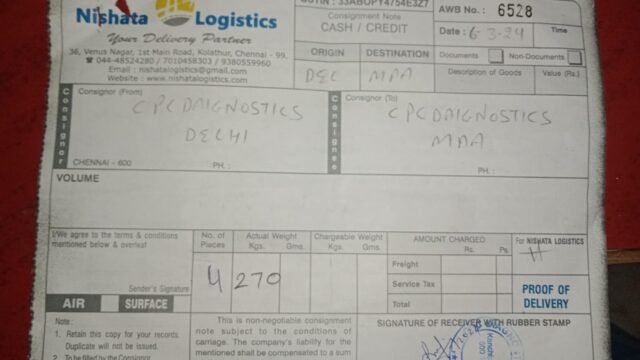 Nishata Logistics
Your Delivery Partner
36, Venus Nagar, 1st Main Road, Kolathur, Chennai - 99.
☎ 044-48524280 / 7010458303 / 9380559960
Email : nishatalogistics@gmail.com
Website : www.nishatalogistics.com
GSTIN : 33ABOPY4754E3Z7
Consignment Note
CASH / CREDIT
ORIGIN DESTINATION
DEL MAA
AWB No. : 6528
Date : 6-3-24 Time
Documents Non-Documents
Description of Goods Value (Rs.)
Consignor
Consignor (From)
CPC DAIGNOSTICS
DELHI
CHENNAI - 600 PH. :
Consignee
Consignor (To)
CPC DAIGNOSTICS
MAA
PH. :
VOLUME
I/We agree to the terms & conditions
mentioned below & overleaf
Sender's Signature
AIR SURFACE
No. of Pieces
4
Actual Weight
Kgs. Gms.
270
Chargeable Weight
Kgs. Gms.
AMOUNT CHARGED
Rs. Ps
Freight
Service Tax
Total
For NISHATA LOGISTICS
PROOF OF
DELIVERY
Note :
1. Retain this copy for your records.
Duplicate will not be issued.
2. To be filled by the Consignor
This is non-negotiable consignment
note subject to the conditions of
carriage. The company's liability for the
mentioned shall be compensated to a sum
SIGNATURE OF RECEIVER WITH RUBBER STAMP